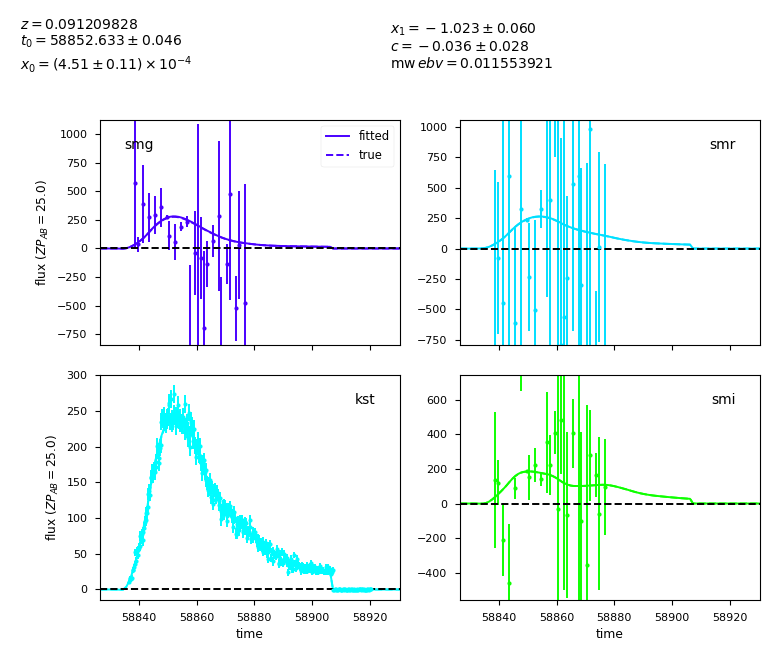 z = 0.091209828
t₀ = 58852.633 ± 0.046
x₀ = (4.51 ± 0.11) × 10⁻⁴
x₁ = −1.023 ± 0.060
c = −0.036 ± 0.028
mw ebv = 0.011553921
smg
fitted
true
1000
750
500
250
0
−250
−500
−750
flux (ZP_AB = 25.0)
smr
1000
750
500
250
0
−250
−500
−750
kst
300
250
200
150
100
50
0
flux (ZP_AB = 25.0)
58840 58860 58880 58900 58920
time
smi
600
400
200
0
−200
−400
58840 58860 58880 58900 58920
time